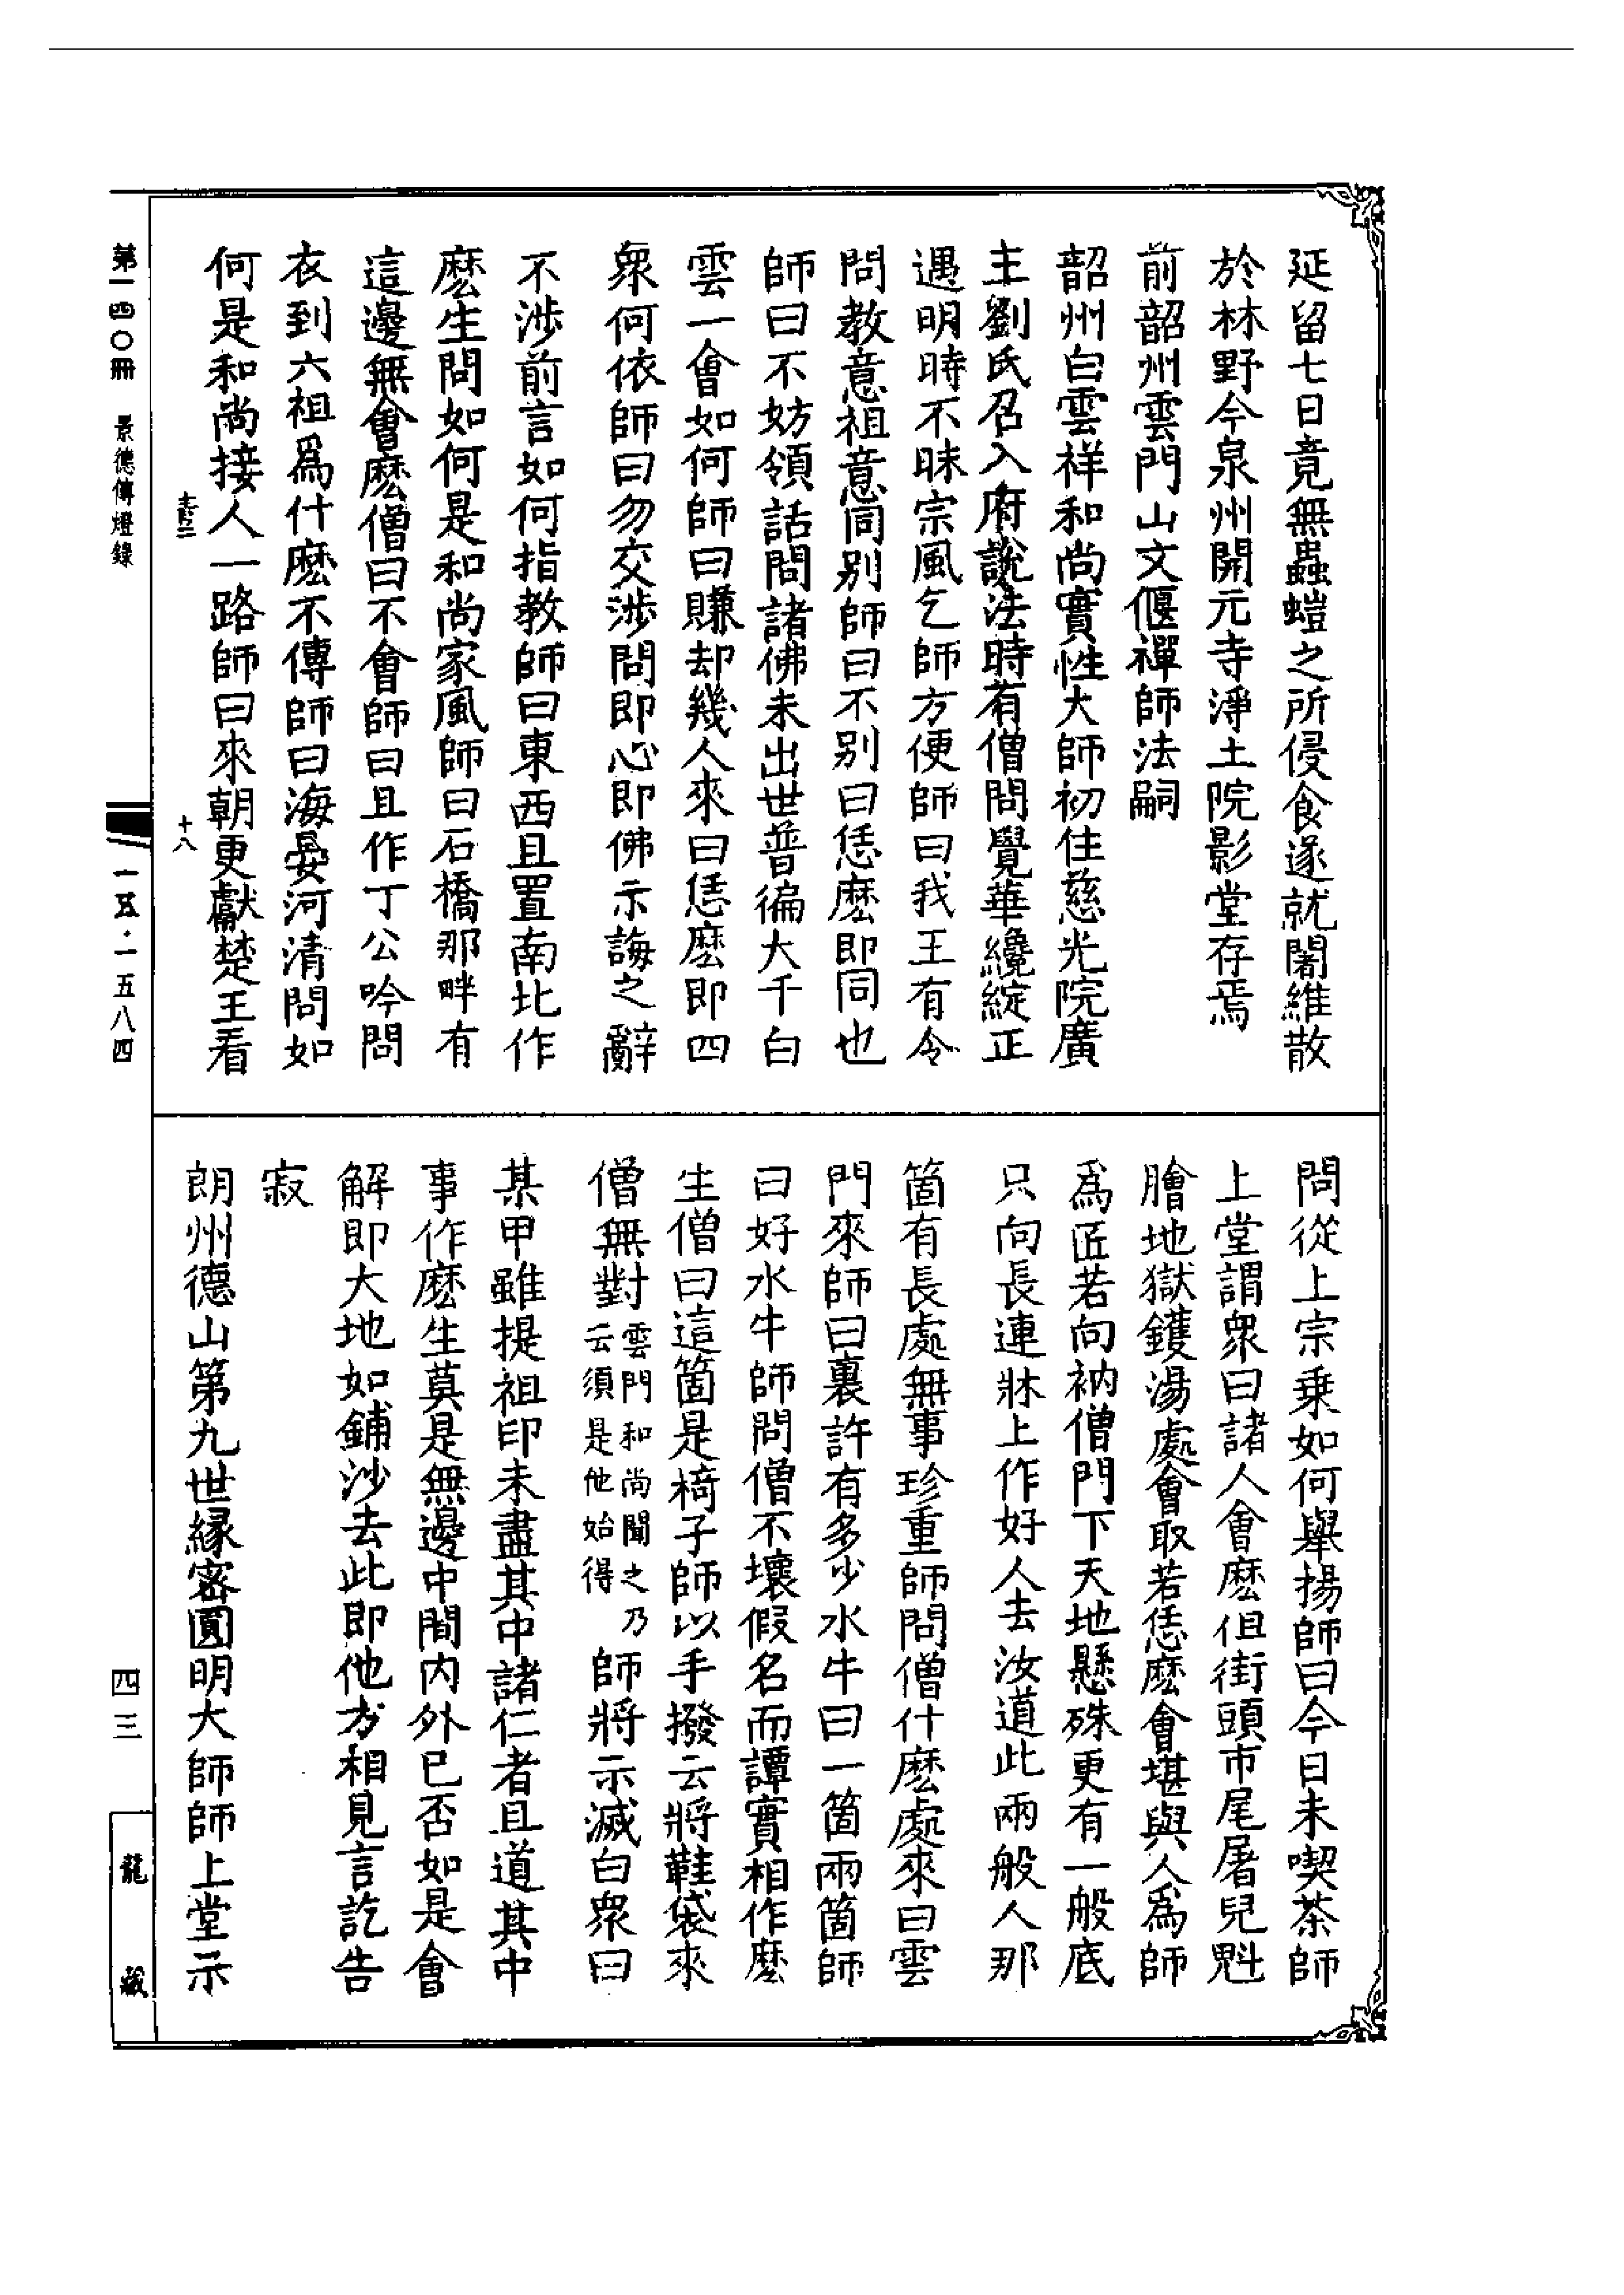 延留七日竟無蟲螘之所侵食遂就闍維散
於林野今泉州開元寺淨土院影堂存焉
前韶州雲門山文偃禪師法嗣
韶州白雲祥和尚實性大師初住慈光院廣
主劉氏召入府說法時有僧問覺華纔綻正
遇明時不昧宗風乞師方便師曰我王有令
問教意祖意同別師曰不別曰恁麽即同也
師曰不妨領話問諸佛未出世普徧大千白
雲一會如何師曰賺却幾人來曰恁麽即四
衆何依師曰勿交涉問即心即佛示誨之辭
不涉前言如何指教師曰東西且置南北作
麽生問如何是和尚家風師曰石橋那畔有
這邊無會麽僧曰不會師曰且作丁公吟問
衣到六祖爲什麽不傳師曰海晏河清問如
何是和尚接人一路師曰來朝更獻楚王看
十八
問從上宗乗如何舉揚師曰今日未喫茶師
上堂謂衆曰諸人會麽但街頭市尾屠兒魁
膾地獄鑊湯處會取若恁麽會堪與人爲師
爲匠若向衲僧門下天地懸殊更有一般底
只向長連牀上作好人去汝道此兩般人那
箇有長處無事珍重師問僧什麽處來曰雲
門來師曰裏許有多少水牛曰一箇兩箇師
曰好水牛師問僧不壞假名而譚實相作麽
生僧曰這箇是椅子師以手撥云將鞋袋來
僧無對雲門和尚聞之乃云須是他始得師將示滅白衆曰
某甲雖提祖印未盡其中諸仁者且道其中
事作麽生莫是無邊中間内外已否如是會
解即大地如鋪沙去此即他方相見言訖告
寂
朗州德山第九世緣密圓明大師師上堂示
第一四〇冊 景德傳燈錄
一五·一五八四
四三
龍藏